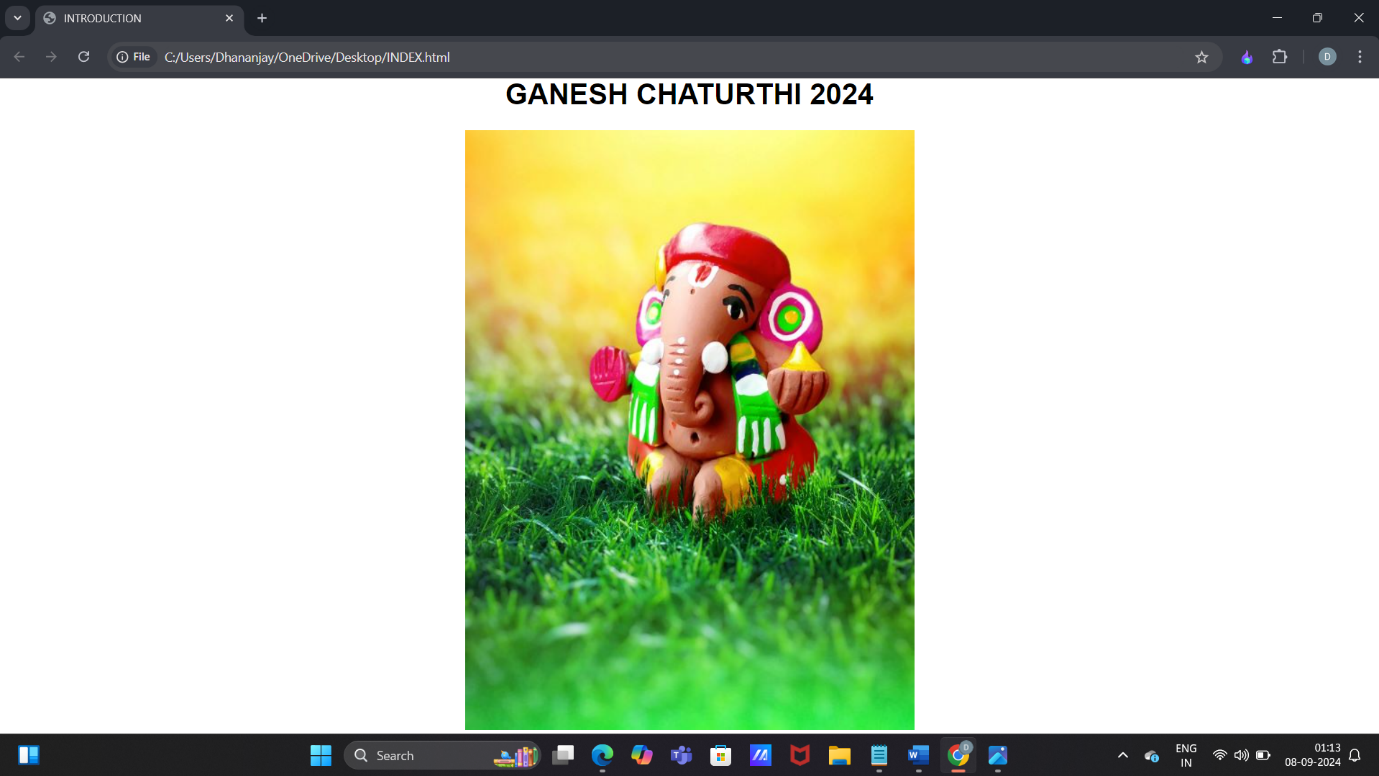 INTRODUCTION
File C:/Users/Dhananjay/OneDrive/Desktop/INDEX.html
D
GANESH CHATURTHI 2024
Search
W
D
ENG
IN
01:13
08-09-2024